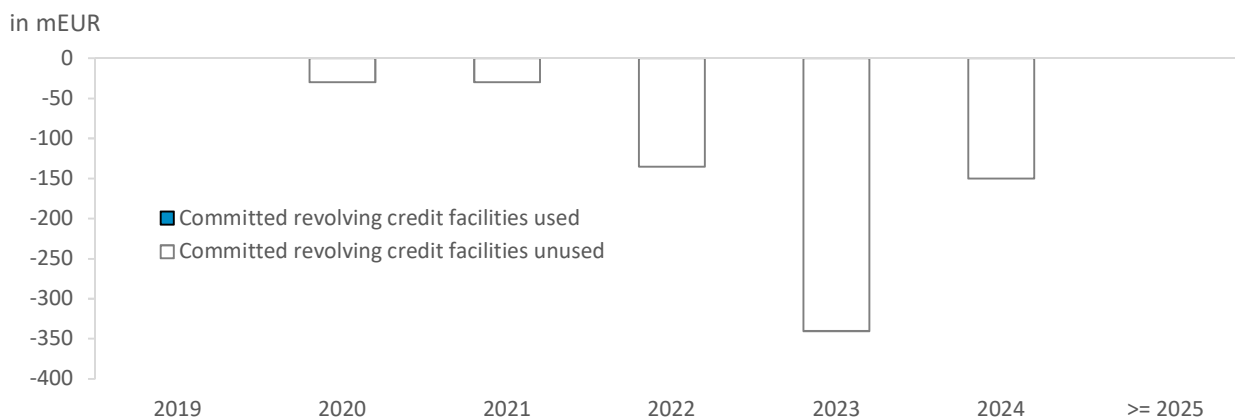 in mEUR
0
-50
-100
-150
-200
-250
-300
-350
-400
Committed revolving credit facilities used
Committed revolving credit facilities unused
2019 2020 2021 2022 2023 2024 >= 2025